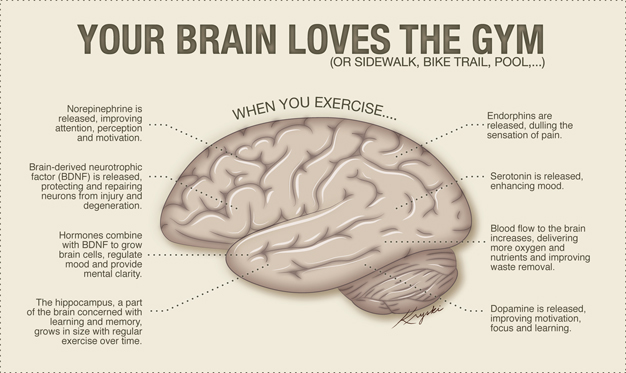 YOUR BRAIN LOVES THE GYM
(OR SIDEWALK, BIKE TRAIL, POOL,...)
WHEN YOU EXERCISE....
Norepinephrine is
released, improving
attention, perception
and motivation.
Brain-derived neurotrophic
factor (BDNF) is released,
protecting and repairing
neurons from injury and
degeneration.
Hormones combine
with BDNF to grow
brain cells, regulate
mood and provide
mental clarity.
The hippocampus, a part
of the brain concerned with
learning and memory,
grows in size with regular
exercise over time.
Endorphins are
released, dulling the
sensation of pain.
Serotonin is released,
enhancing mood.
Blood flow to the brain
increases, delivering
more oxygen and
nutrients and improving
waste removal.
Dopamine is released,
improving motivation,
focus and learning.
Kryski